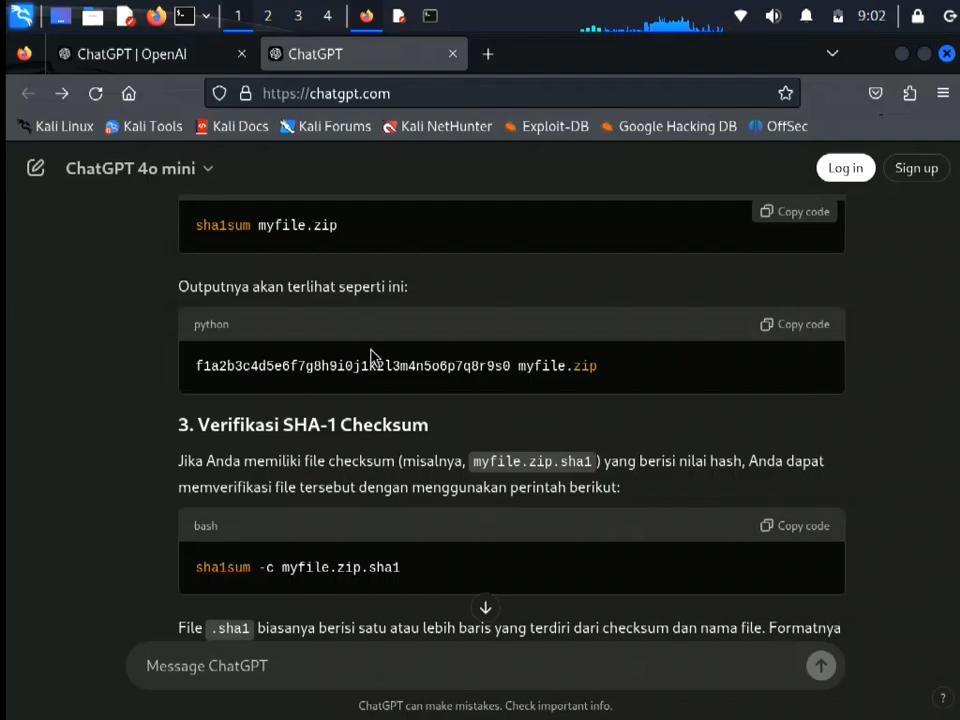 1 2 3 4 9:02
ChatGPT | OpenAI ChatGPT
https://chatgpt.com
Kali Linux Kali Tools Kali Docs Kali Forums Kali NetHunter Exploit-DB Google Hacking DB OffSec
ChatGPT 4o mini Log in Sign up
Copy code
sha1sum myfile.zip
Outputnya akan terlihat seperti ini:
python Copy code
f1a2b3c4d5e6f7g8h9i0j1k2l3m4n5o6p7q8r9s0 myfile.zip
3. Verifikasi SHA-1 Checksum
Jika Anda memiliki file checksum (misalnya, myfile.zip.sha1) yang berisi nilai hash, Anda dapat
memverifikasi file tersebut dengan menggunakan perintah berikut:
bash Copy code
sha1sum -c myfile.zip.sha1
File .sha1 biasanya berisi satu atau lebih baris yang terdiri dari checksum dan nama file. Formatnya
Message ChatGPT
ChatGPT can make mistakes. Check important info.
?